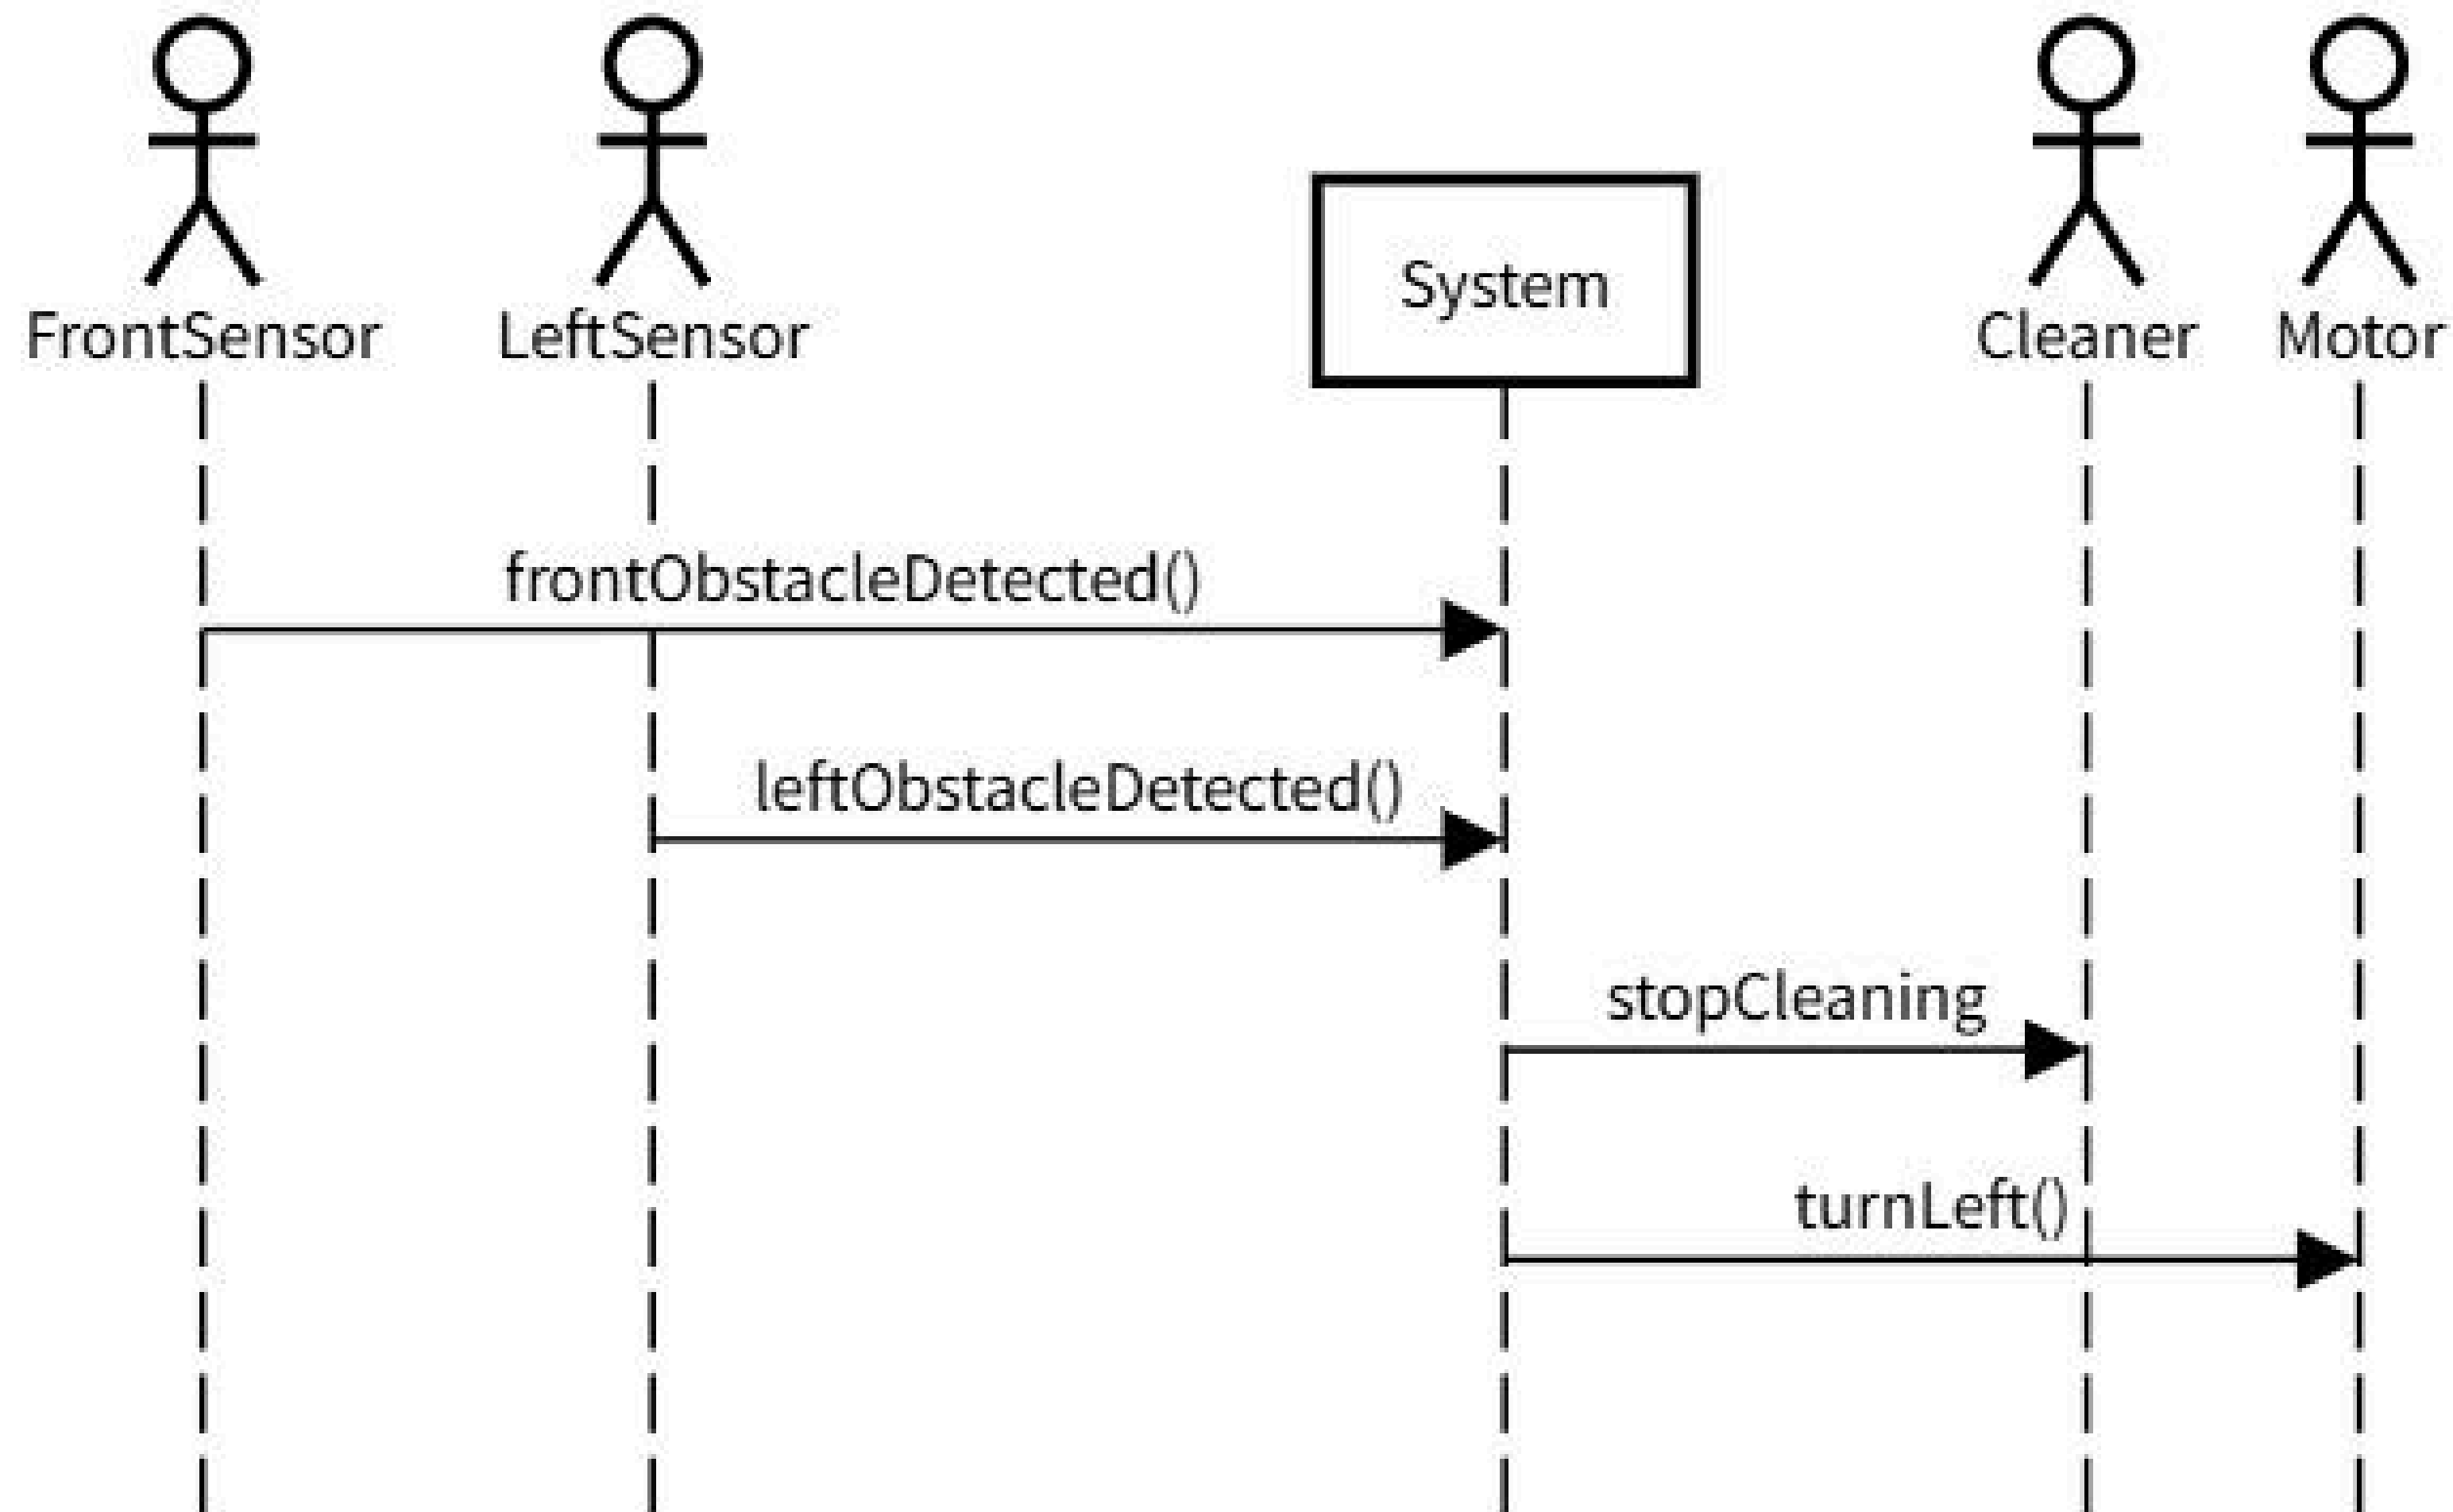 System
FrontSensor
LeftSensor
Cleaner
Motor
frontObstacleDetected()
leftObstacleDetected()
stopCleaning
turnLeft()